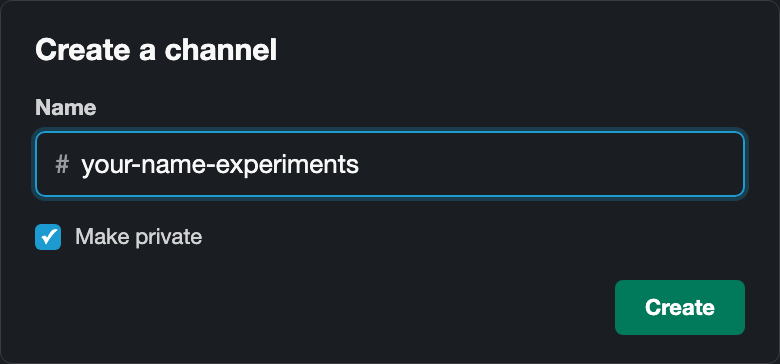 Create a channel
Name
# your-name-experiments
Make private
Create